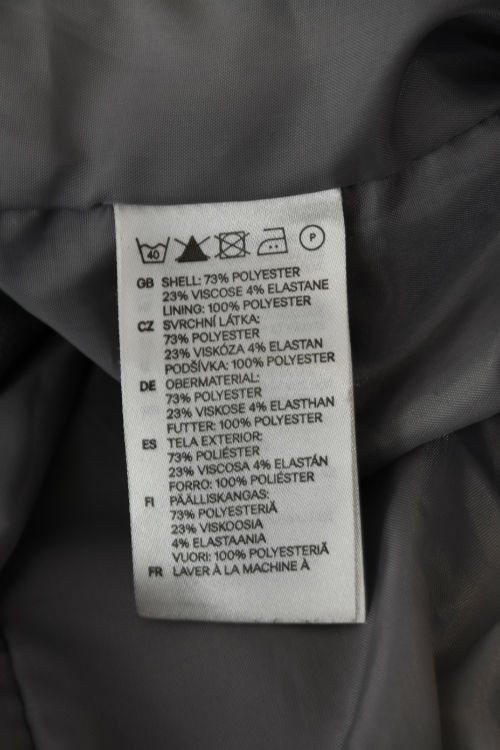 40 P
GB SHELL: 73% POLYESTER
23% VISCOSE 4% ELASTANE
LINING: 100% POLYESTER
CZ SVRCHNÍ LÁTKA:
73% POLYESTER
23% VISKÓZA 4% ELASTAN
PODŠÍVKA: 100% POLYESTER
DE OBERMATERIAL:
73% POLYESTER
23% VISKOSE 4% ELASTHAN
FUTTER: 100% POLYESTER
ES TELA EXTERIOR:
73% POLIÉSTER
23% VISCOSA 4% ELASTÁN
FORRO: 100% POLIÉSTER
FI PÄÄLLISKANGAS:
73% POLYESTERIÄ
23% VISKOOSIA
4% ELASTAANIA
VUORI: 100% POLYESTERIÄ
FR LAVER À LA MACHINE À